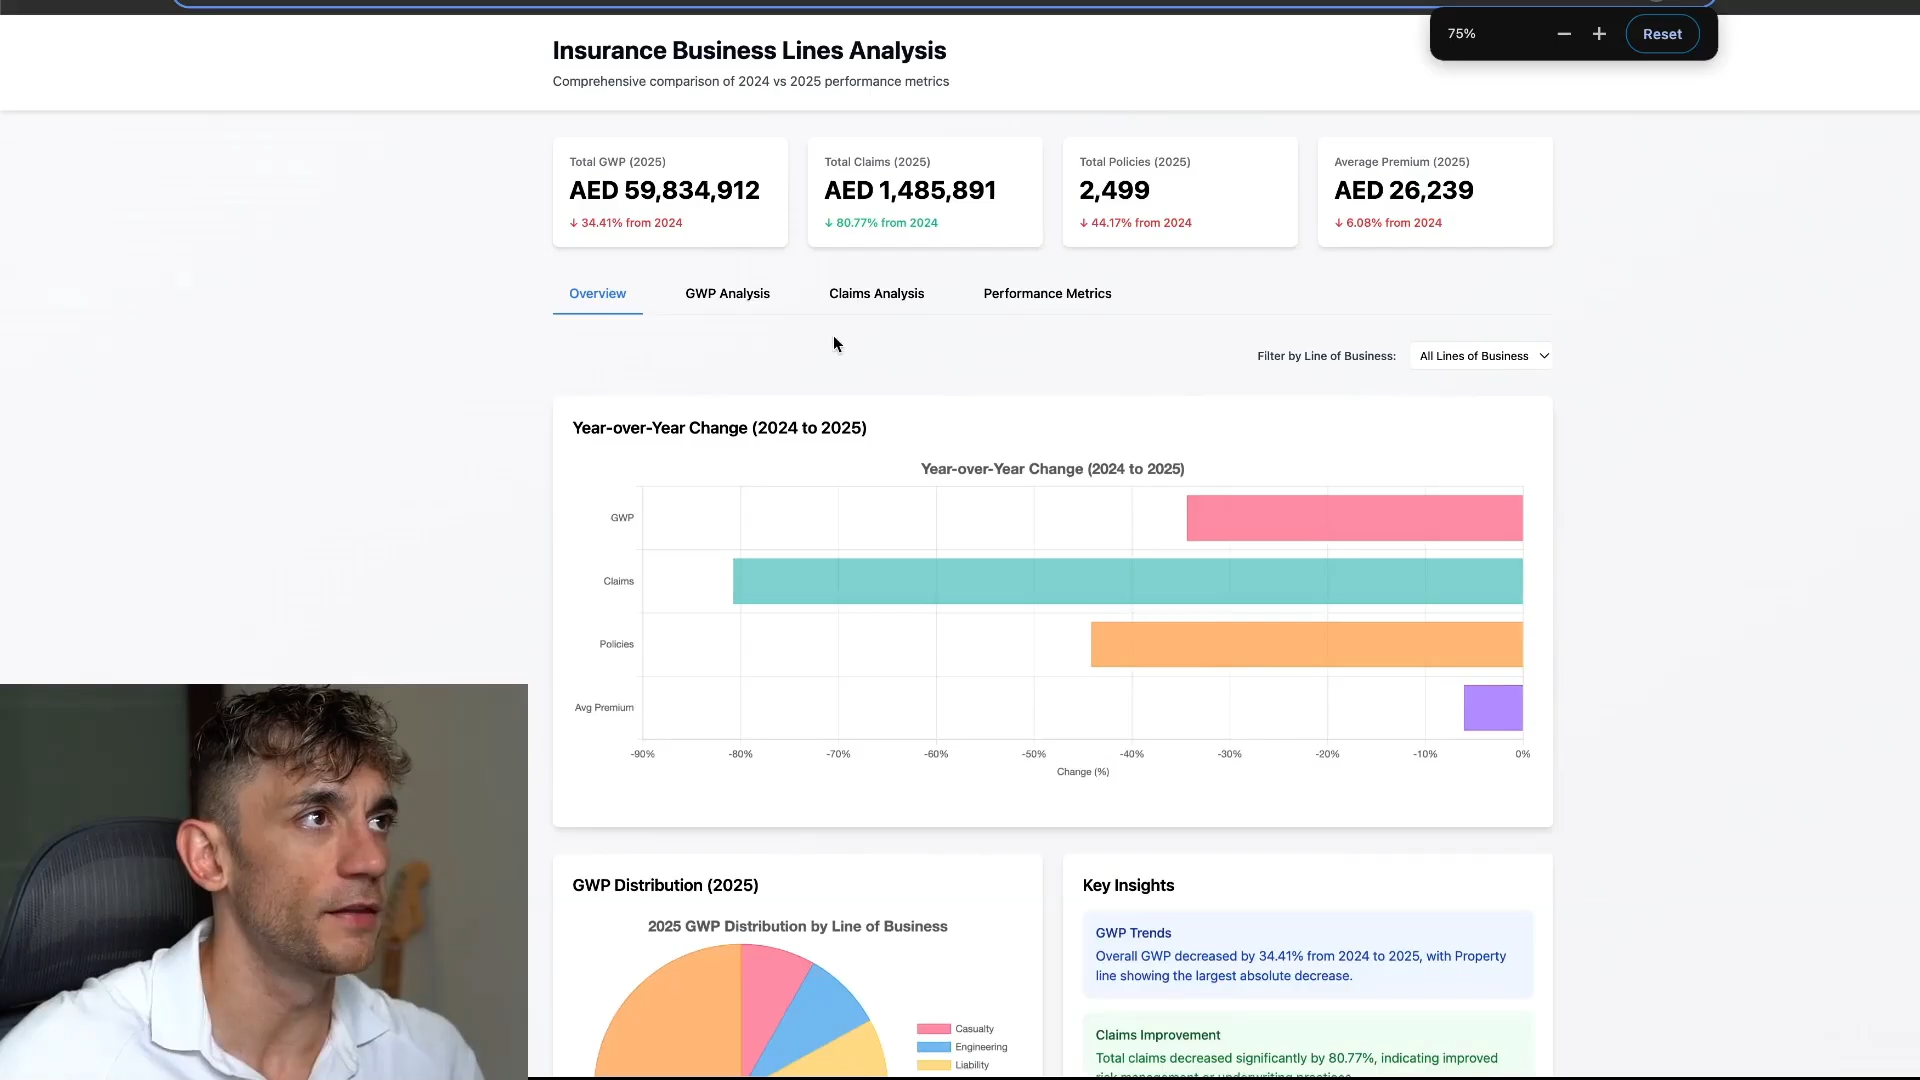 75%
Reset
Insurance Business Lines Analysis
Comprehensive comparison of 2024 vs 2025 performance metrics
Total GWP (2025)
AED 59,834,912
↓ 34.41% from 2024
Total Claims (2025)
AED 1,485,891
↓ 80.77% from 2024
Total Policies (2025)
2,499
↓ 44.17% from 2024
Average Premium (2025)
AED 26,239
↓ 6.08% from 2024
Overview
GWP Analysis
Claims Analysis
Performance Metrics
Filter by Line of Business:
All Lines of Business
Year-over-Year Change (2024 to 2025)
Year-over-Year Change (2024 to 2025)
GWP
Claims
Policies
Avg Premium
-90%
-80%
-70%
-60%
-50%
-40%
-30%
-20%
-10%
0%
Change (%)
GWP Distribution (2025)
2025 GWP Distribution by Line of Business
Casualty
Engineering
Liability
Key Insights
GWP Trends
Overall GWP decreased by 34.41% from 2024 to 2025, with Property
line showing the largest absolute decrease.
Claims Improvement
Total claims decreased significantly by 80.77%, indicating improved
risk management or underwriting practices.